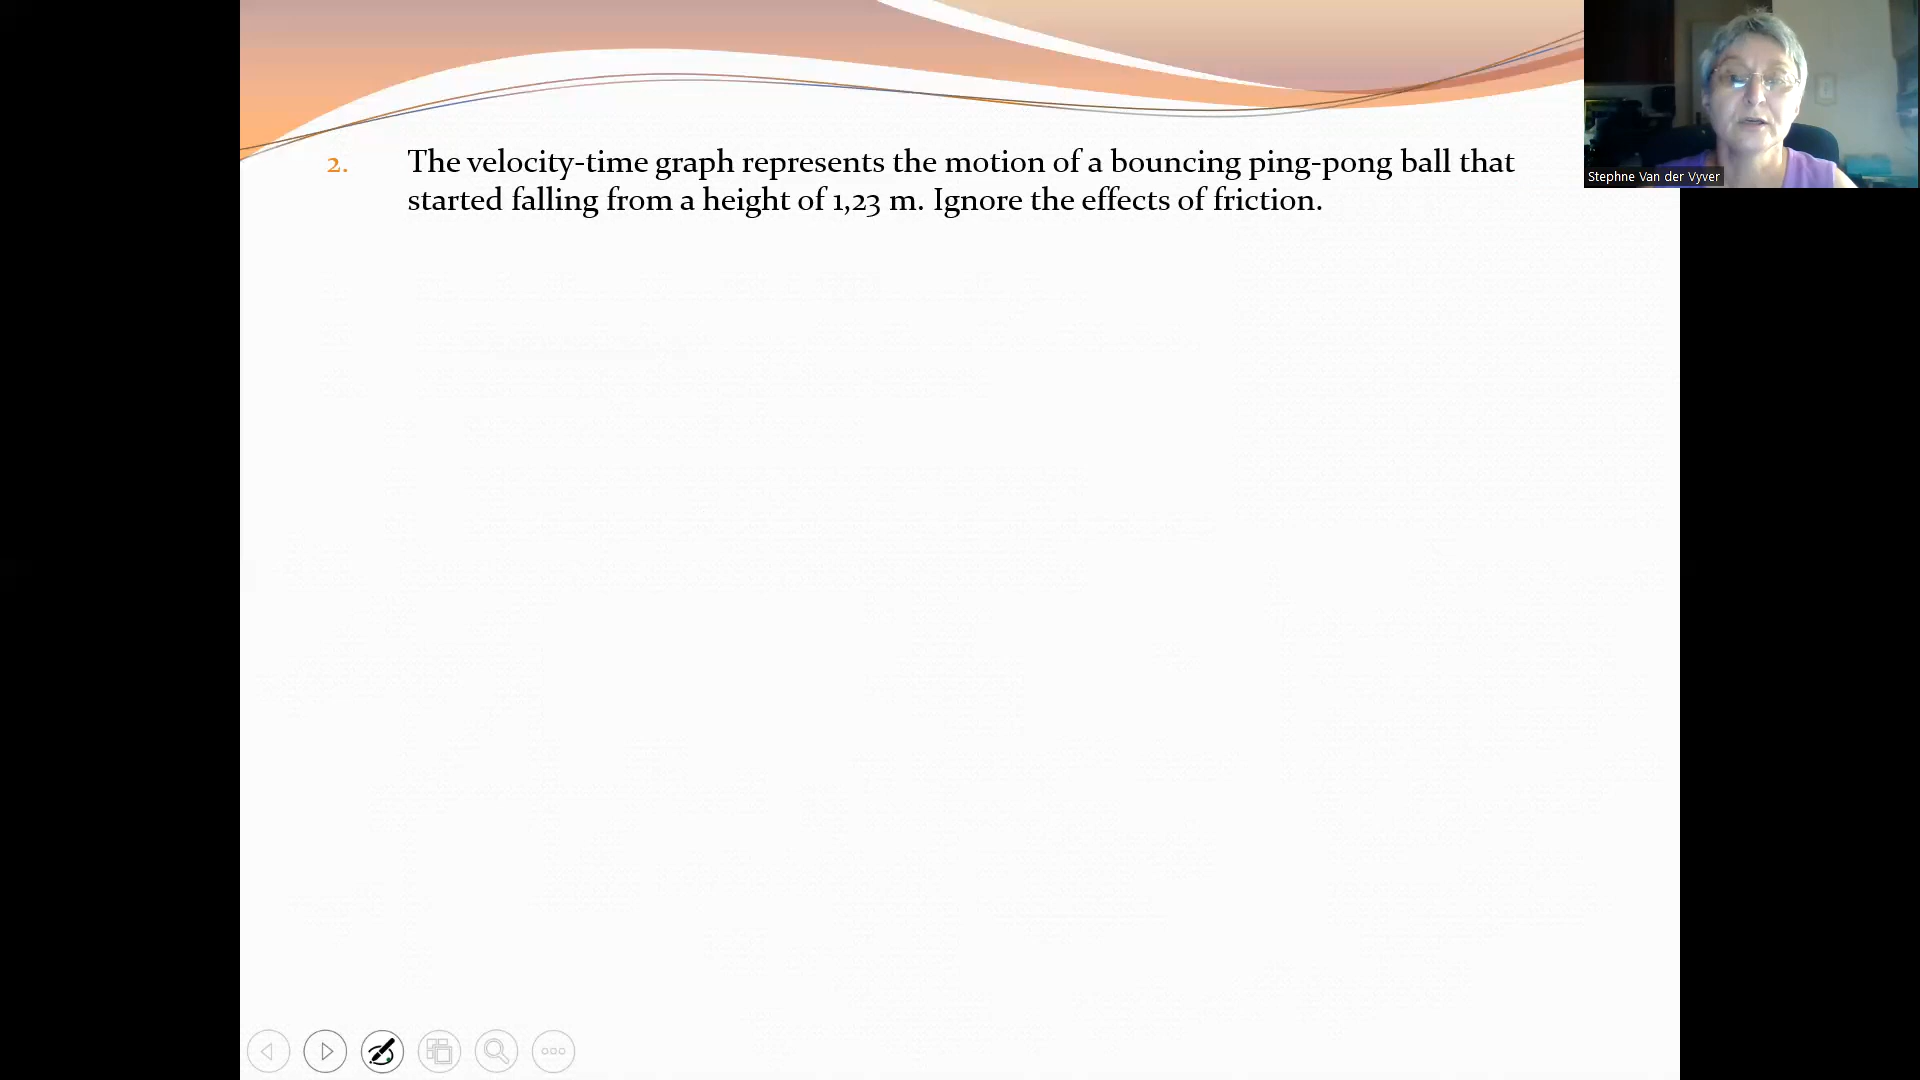 2. The velocity-time graph represents the motion of a bouncing ping-pong ball that
started falling from a height of 1,23 m. Ignore the effects of friction.
Stephne Van der Vyver